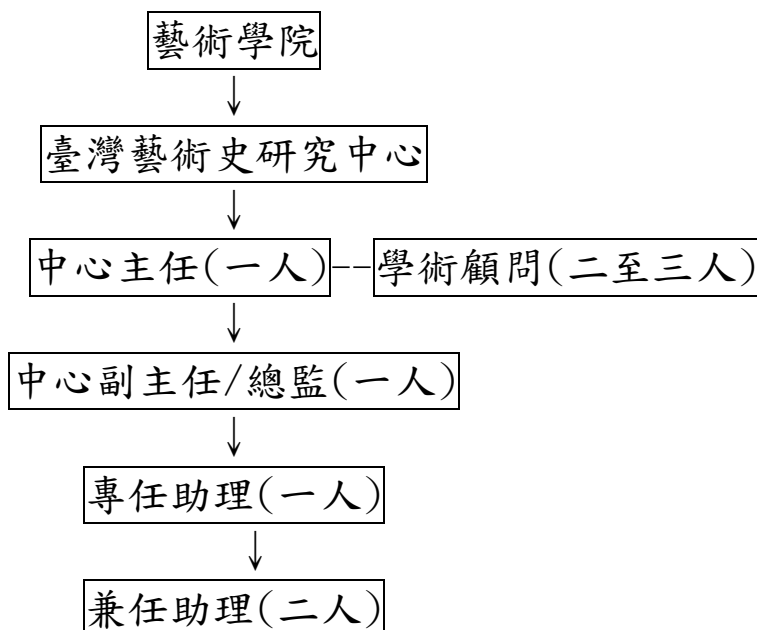 藝術學院
臺灣藝術史研究中心
中心主任(一人)--學術顧問(二至三人)
中心副主任/總監(一人)
專任助理(一人)
兼任助理(二人)